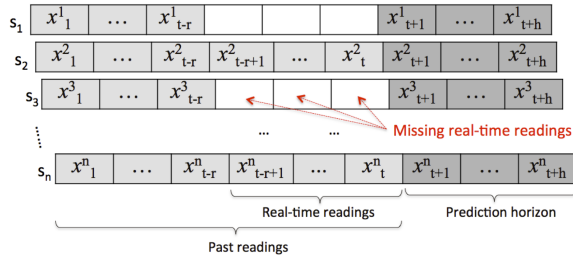 s₁ x¹₁ … x¹ₜ₋ᵣ x¹ₜ₊₁ … x¹ₜ₊ₕ
s₂ x²₁ … x²ₜ₋ᵣ x²ₜ₋ᵣ₊₁ … x²ₜ x²ₜ₊₁ … x²ₜ₊ₕ
s₃ x³₁ … x³ₜ₋ᵣ x³ₜ₊₁ … x³ₜ₊ₕ
... ... Missing real-time readings
......
sₙ xⁿ₁ … xⁿₜ₋ᵣ xⁿₜ₋ᵣ₊₁ … xⁿₜ xⁿₜ₊₁ … xⁿₜ₊ₕ
Real-time readings Prediction horizon
Past readings